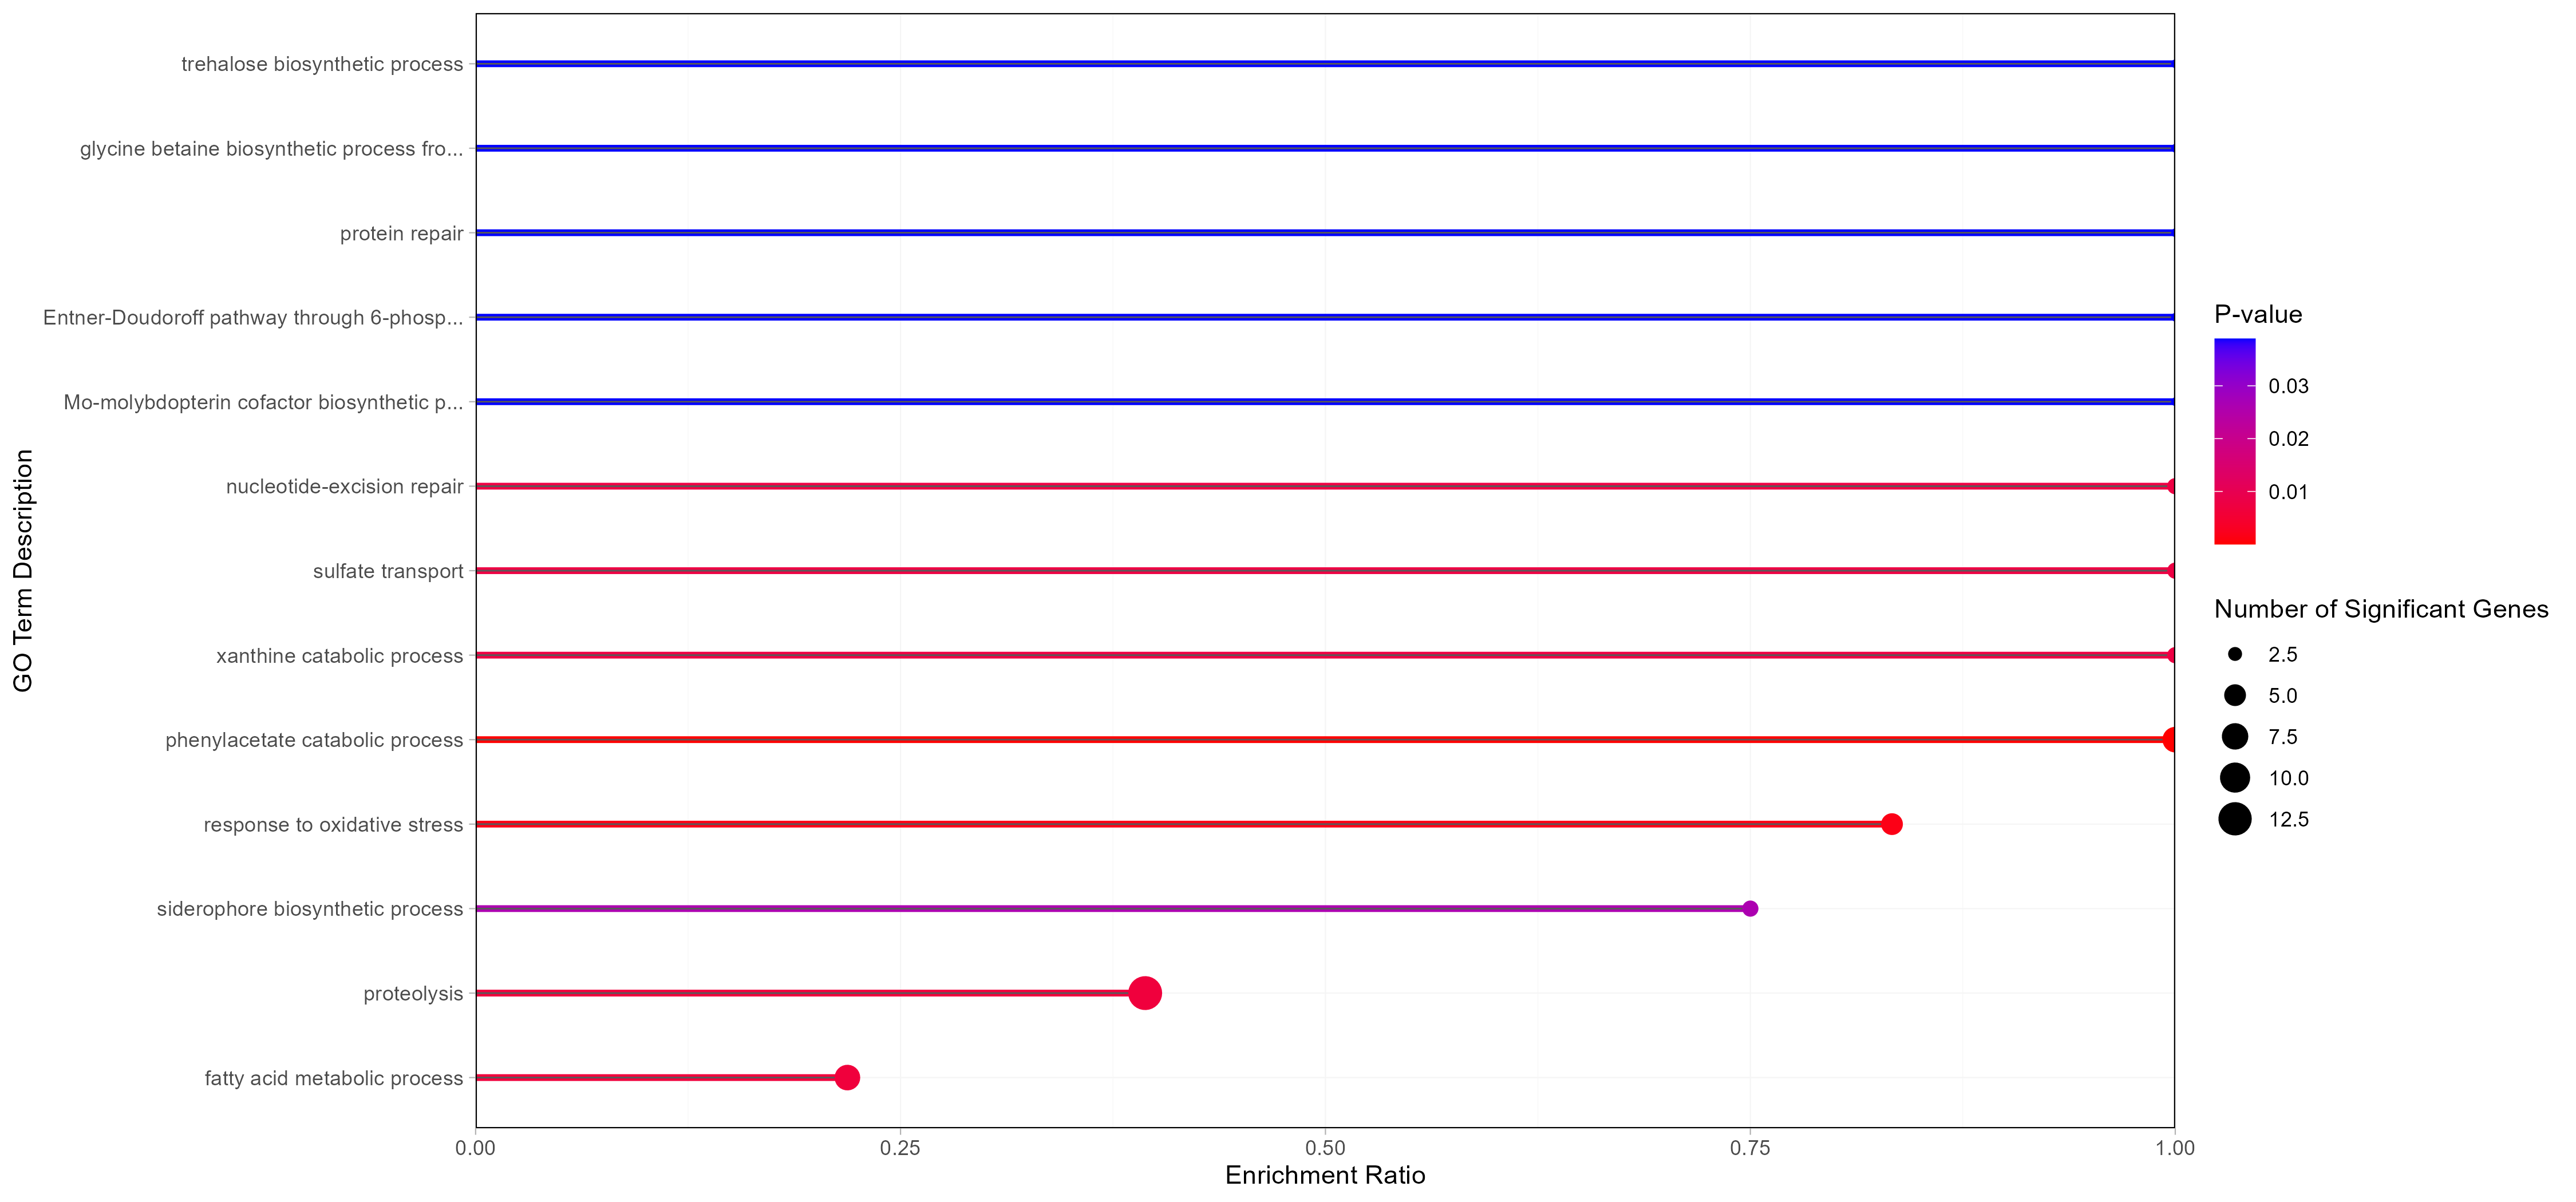 trehalose biosynthetic process
glycine betaine biosynthetic process fro...
protein repair
Entner-Doudoroff pathway through 6-phosp...
Mo-molybdopterin cofactor biosynthetic p...
nucleotide-excision repair
sulfate transport
xanthine catabolic process
phenylacetate catabolic process
response to oxidative stress
siderophore biosynthetic process
proteolysis
fatty acid metabolic process
GO Term Description
0.00
0.25
0.50
0.75
1.00
Enrichment Ratio
P-value
0.03
0.02
0.01
Number of Significant Genes
2.5
5.0
7.5
10.0
12.5